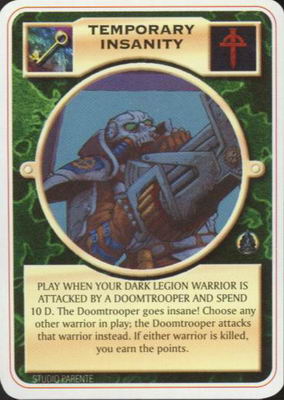 TEMPORARY
INSANITY
PLAY WHEN YOUR DARK LEGION WARRIOR IS
ATTACKED BY A DOOMTROOPER AND SPEND
10 D. The Doomtrooper goes insane! Choose any
other warrior in play; the Doomtrooper attacks
that warrior instead. If either warrior is killed,
you earn the points.
STUDIO PARENTE